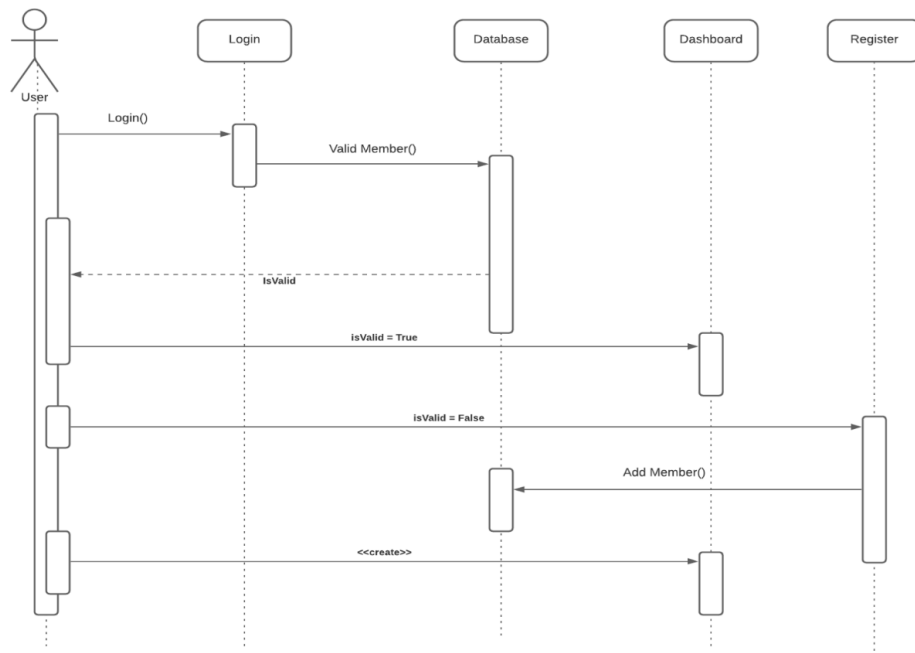 Login
Database
Dashboard
Register
User
Login()
Valid Member()
IsValid
isValid = True
isValid = False
Add Member()
<<create>>